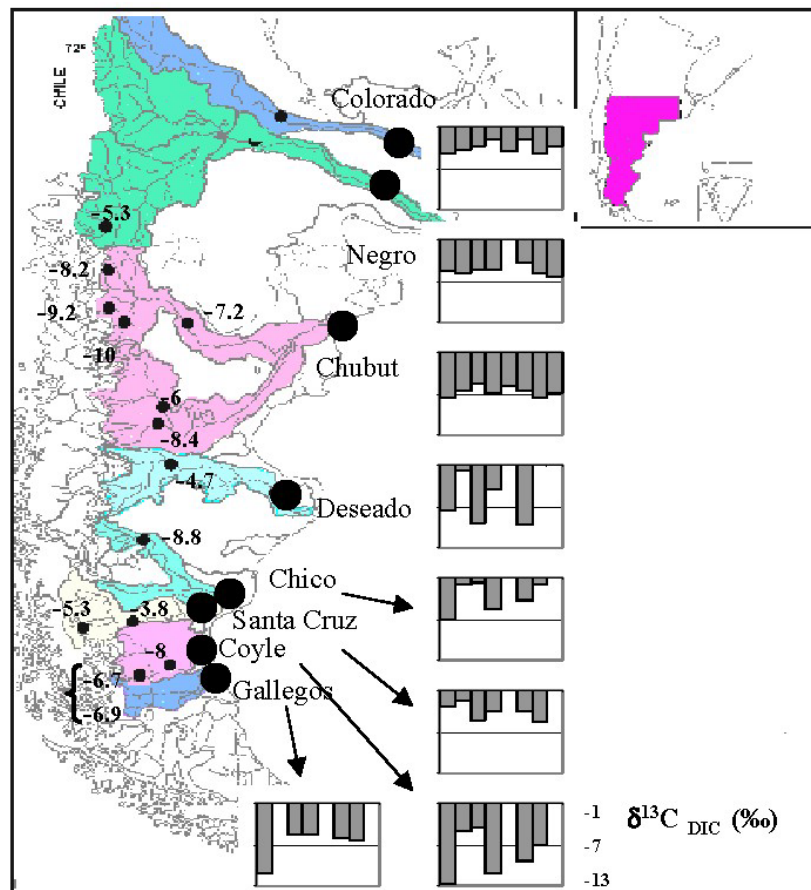 72°
CHILE
Colorado
-5.3
Negro
-8.2
-9.2
-7.2
-10
Chubut
-6
-8.4
-4.7
Deseado
-8.8
Chico
-5.3
-3.8
Santa Cruz
-8
Coyle
-6.7
Gallegos
-6.9
-1
δ¹³C DIC (‰)
-7
-13